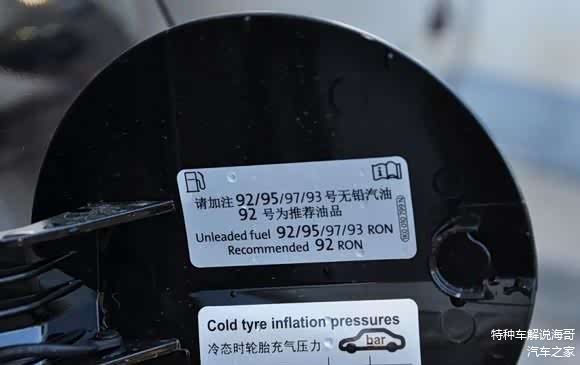 请加注 92/95/97/93 号无铅汽油
92 号为推荐油品
Unleaded fuel 92/95/97/93 RON
Recommended 92 RON
Cold tyre inflation pressures
冷态时轮胎充气压力
bar
特种车解说海哥
汽车之家